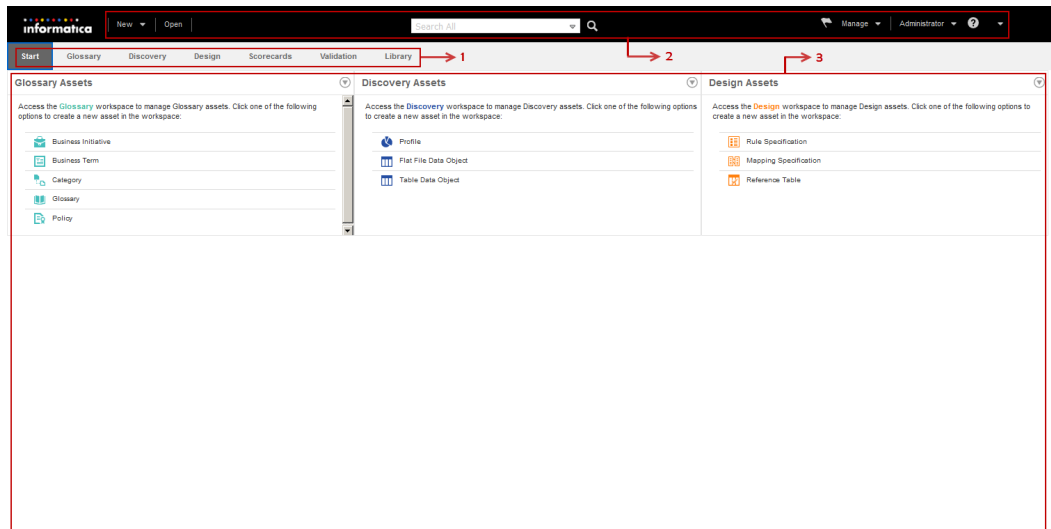 informatica
New
Open
Search All
Manage
Administrator
?
Start
Glossary
Discovery
Design
Scorecards
Validation
Library
1
2
3
Glossary Assets
Access the Glossary workspace to manage Glossary assets. Click one of the following
options to create a new asset in the workspace:
Business Initiative
Business Term
Category
Glossary
Policy
Discovery Assets
Access the Discovery workspace to manage Discovery assets. Click one of the following options
to create a new asset in the workspace:
Profile
Flat File Data Object
Table Data Object
Design Assets
Access the Design workspace to manage Design assets. Click one of the following options to
create a new asset in the workspace:
Rule Specification
Mapping Specification
Reference Table